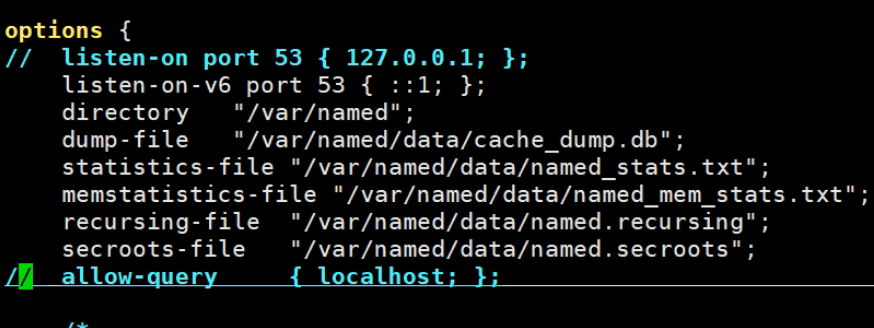 options {
//  listen-on port 53 { 127.0.0.1; };
    listen-on-v6 port 53 { ::1; };
    directory   "/var/named";
    dump-file   "/var/named/data/cache_dump.db";
    statistics-file "/var/named/data/named_stats.txt";
    memstatistics-file "/var/named/data/named_mem_stats.txt";
    recursing-file  "/var/named/data/named.recursing";
    secroots-file   "/var/named/data/named.secroots";
//  allow-query     { localhost; };
    /*